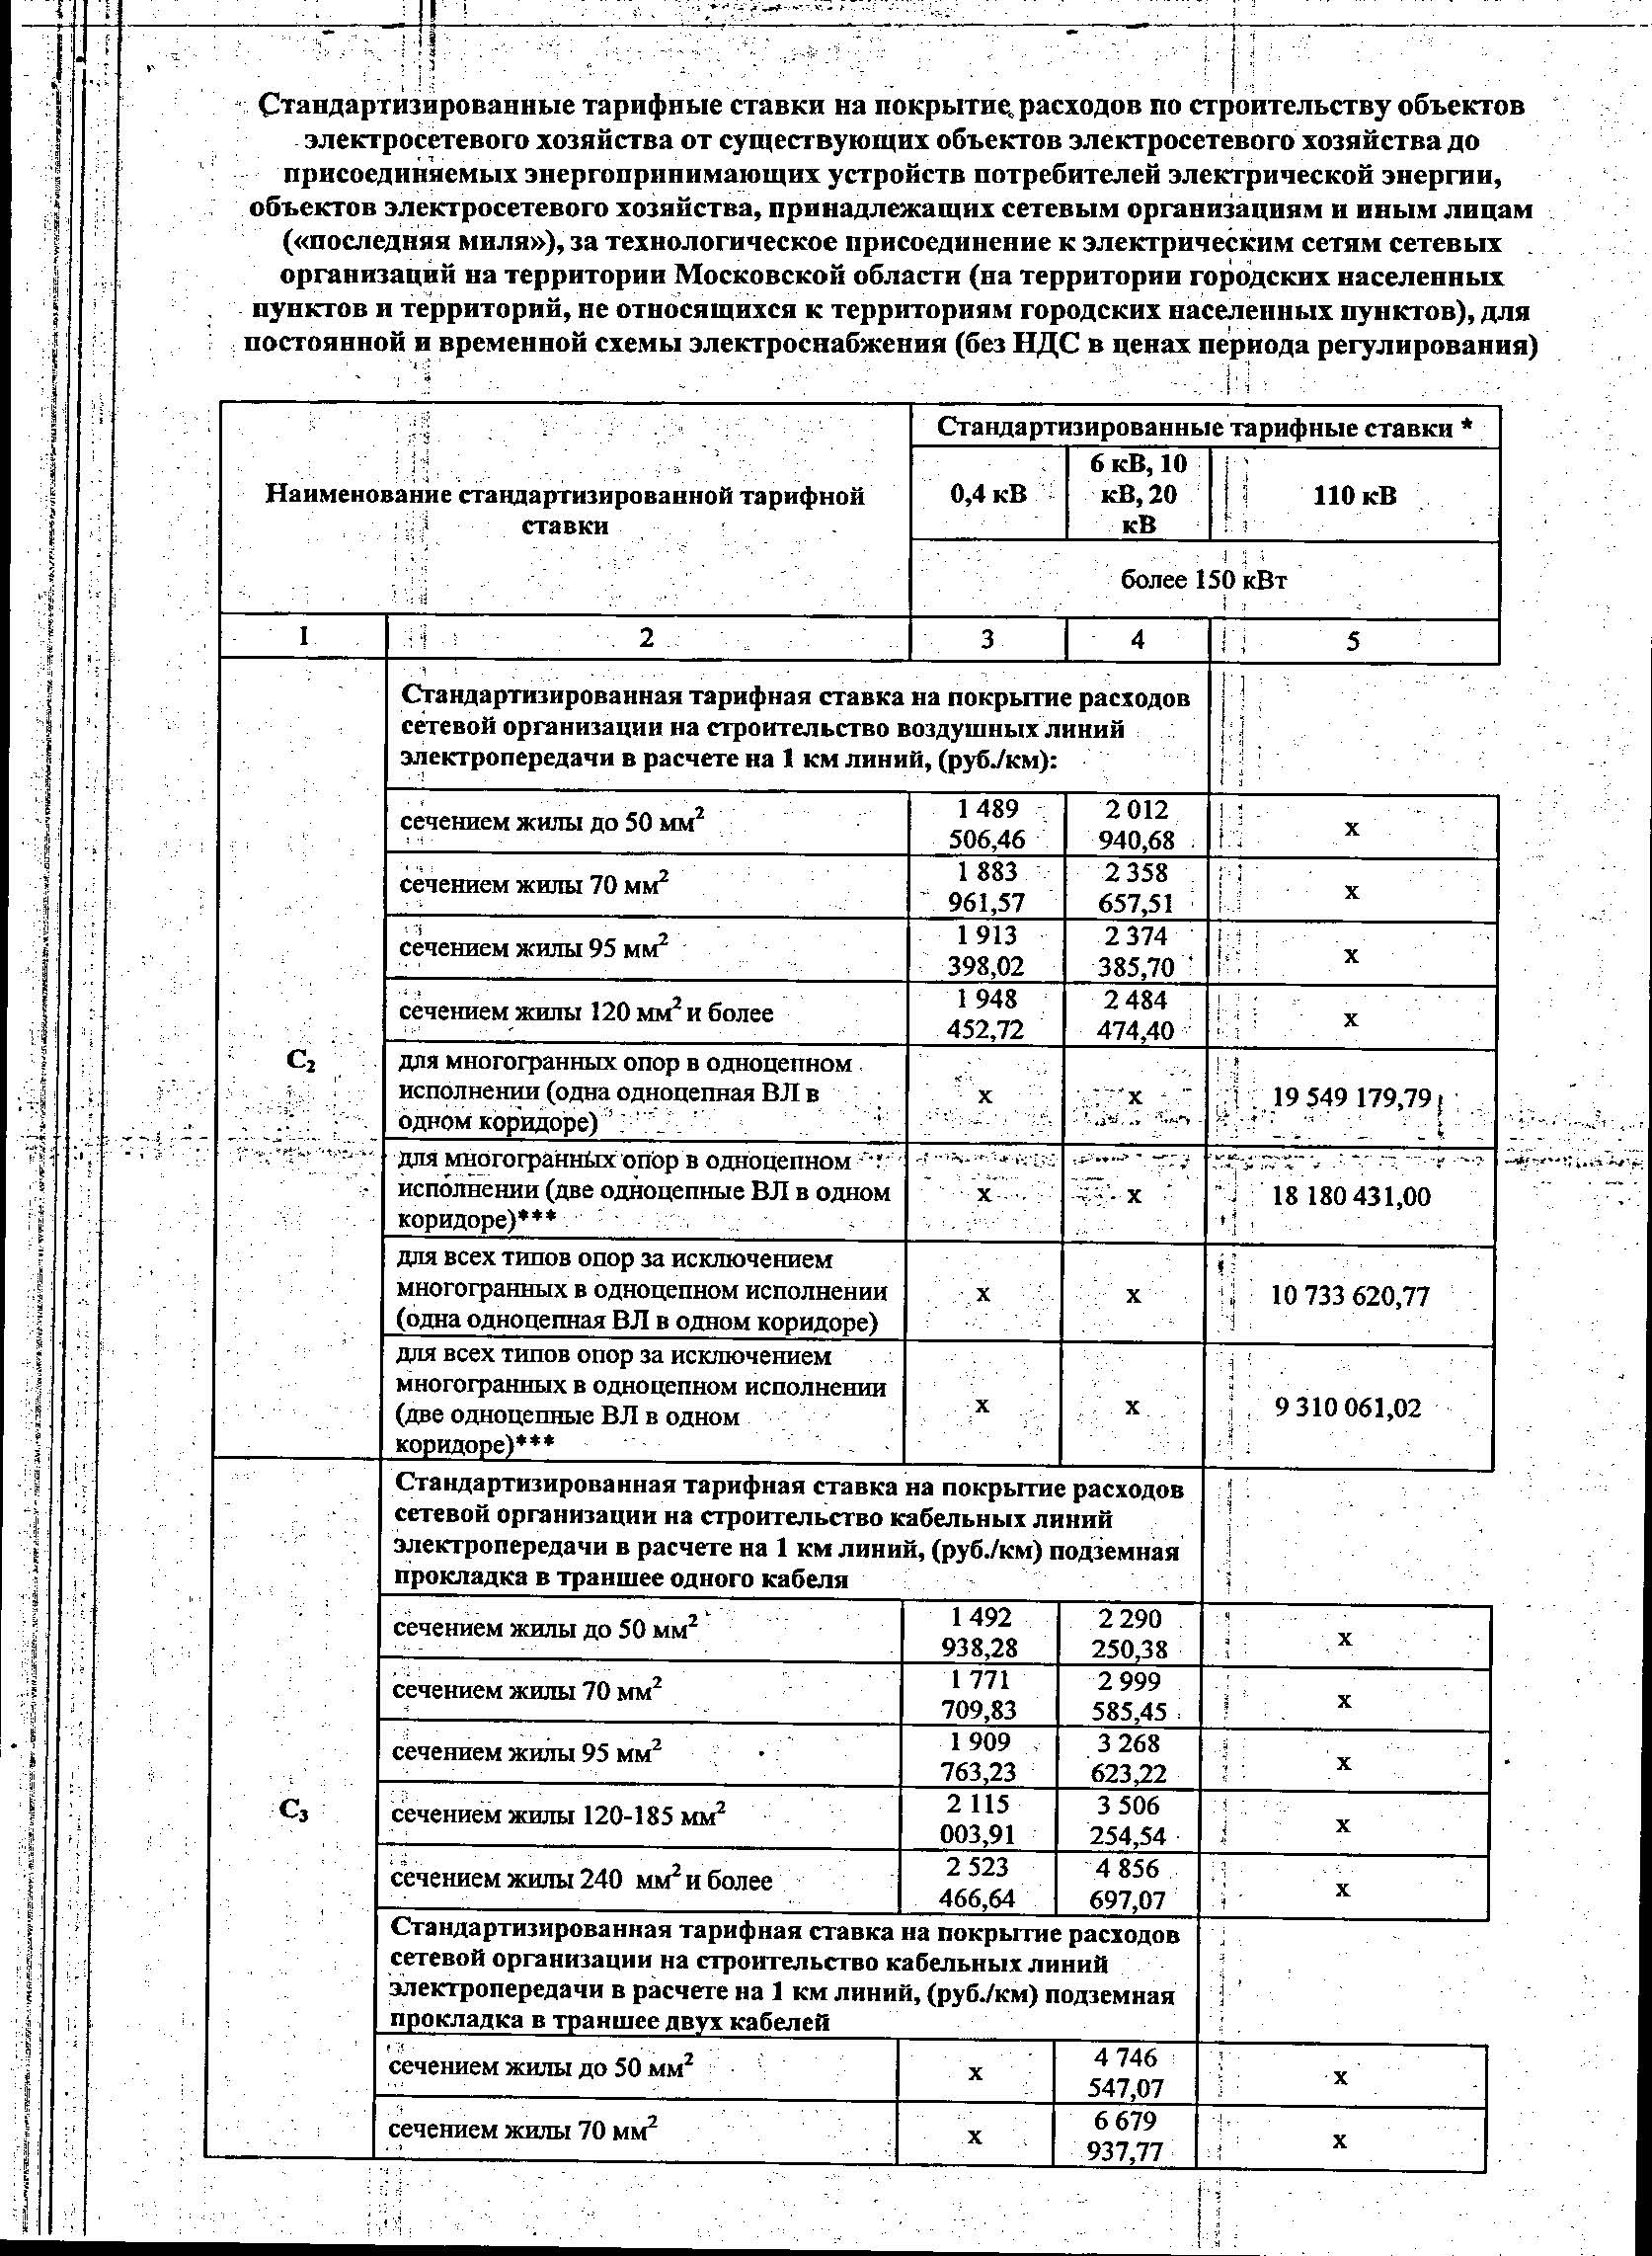 Стандартизированные тарифные ставки на покрытие расходов по строительству объектов
электросетевого хозяйства от существующих объектов электросетевого хозяйства до
присоединяемых энергопринимающих устройств потребителей электрической энергии,
объектов электросетевого хозяйства, принадлежащих сетевым организациям и иным лицам
(«последняя миля»), за технологическое присоединение к электрическим сетям сетевых
организаций на территории Московской области (на территории городских населенных
пунктов и территорий, не относящихся к территориям городских населенных пунктов), для
постоянной и временной схемы электроснабжения (без НДС в ценах периода регулирования)
Наименование стандартизированной тарифной
ставки
Стандартизированные тарифные ставки *
0,4 кВ
6 кВ, 10
кВ, 20
кВ
110 кВ
более 150 кВт
1 2 3 4 5
С2
Стандартизированная тарифная ставка на покрытие расходов
сетевой организации на строительство воздушных линий
электропередачи в расчете на 1 км линий, (руб./км):
сечением жилы до 50 мм2
1 489
506,46
2 012
940,68
х
сечением жилы 70 мм2
1 883
961,57
2 358
657,51
х
сечением жилы 95 мм2
1 913
398,02
2 374
385,70
х
сечением жилы 120 мм2 и более
1 948
452,72
2 484
474,40
х
для многогранных опор в одноцепном
исполнении (одна одноцепная ВЛ в
одном коридоре)
х
х
19 549 179,79
для многогранных опор в одноцепном
исполнении (две одноцепные ВЛ в одном
коридоре)***
х
х
18 180 431,00
для всех типов опор за исключением
многогранных в одноцепном исполнении
(одна одноцепная ВЛ в одном коридоре)
х
х
10 733 620,77
для всех типов опор за исключением
многогранных в одноцепном исполнении
(две одноцепные ВЛ в одном
коридоре)***
х
х
9 310 061,02
С3
Стандартизированная тарифная ставка на покрытие расходов
сетевой организации на строительство кабельных линий
электропередачи в расчете на 1 км линий, (руб./км) подземная
прокладка в траншее одного кабеля
сечением жилы до 50 мм2
1 492
938,28
2 290
250,38
х
сечением жилы 70 мм2
1 771
709,83
2 999
585,45
х
сечением жилы 95 мм2
1 909
763,23
3 268
623,22
х
сечением жилы 120-185 мм2
2 115
003,91
3 506
254,54
х
сечением жилы 240 мм2 и более
2 523
466,64
4 856
697,07
х
Стандартизированная тарифная ставка на покрытие расходов
сетевой организации на строительство кабельных линий
электропередачи в расчете на 1 км линий, (руб./км) подземная
прокладка в траншее двух кабелей
сечением жилы до 50 мм2
х
4 746
547,07
х
сечением жилы 70 мм2
х
6 679
937,77
х